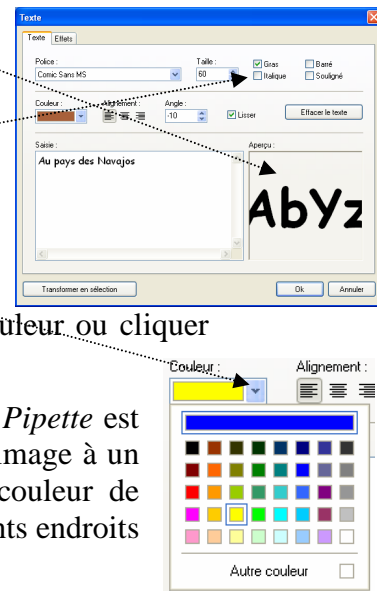 Texte
Texte Effets
Police : Taille :
Comic Sans MS 60
Gras Barré
Italique Souligné
Couleur : Alignement : Angle :
-10 Lisser Effacer le texte
Saisie : Aperçu :
Au pays des Navajos
AbYz
Transformer en sélection Ok Annuler
uleur ou cliquer
Couleur : Alignement :
Pipette est
image à un
couleur de
nts endroits
Autre couleur